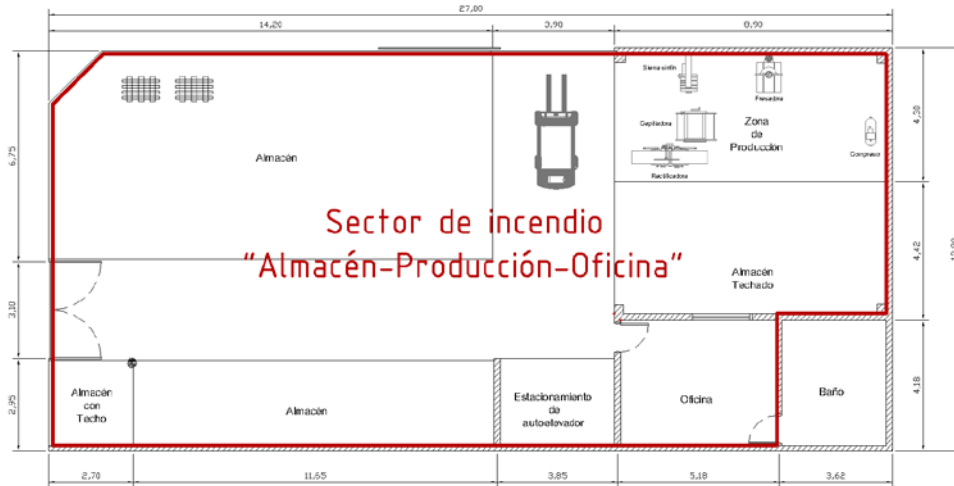 27,00
14,20
3,90
8,90
Sierra sinfín
Fresadora
Cepilladora
Zona
de
Producción
Compresor
Rectificadora
Almacén
6,75
4,30
Sector de incendio
"Almacén-Producción-Oficina"
Almacén
Techado
4,42
3,10
2,95
Almacén
con
Techo
Almacén
Estacionamiento
de
autoelevador
Oficina
Baño
4,18
2,70
11,65
3,85
5,18
3,62